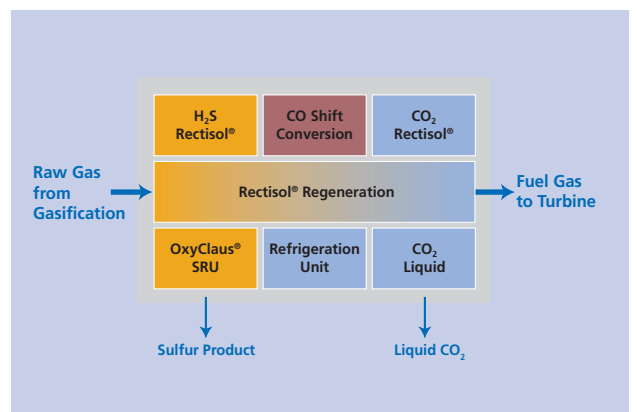 H₂S
Rectisol®
CO Shift
Conversion
CO₂
Rectisol®
Raw Gas
from
Gasification
Rectisol® Regeneration
Fuel Gas
to Turbine
OxyClaus®
SRU
Refrigeration
Unit
CO₂
Liquid
Sulfur Product
Liquid CO₂